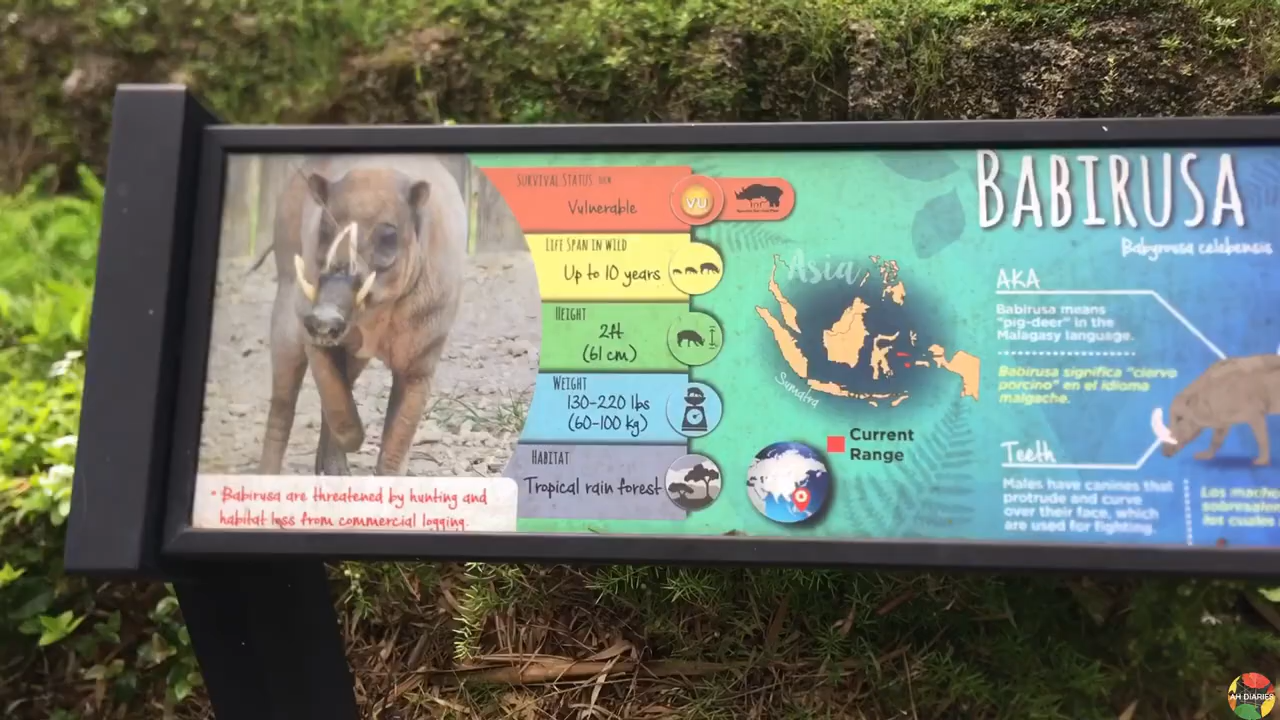 SURVIVAL STATUS
Vulnerable
VU
LIFE SPAN IN WILD
Up to 10 years
HEIGHT
2ft
(61 cm)
WEIGHT
130-220 lbs
(60-100 kg)
HABITAT
Tropical rain forest
• Babirusa are threatened by hunting and
habitat loss from commercial logging.
Asia
Sumatra
Current
Range
BABIRUSA
Babyrousa celebensis
AKA
Babirusa means
"pig-deer" in the
Malagasy language.
Babirusa significa "ciervo
porcino" en el idioma
malgache.
Teeth
Males have canines that
protrude and curve
over their face, which
are used for fighting.
Los macho
sobresalen
los cuales
AH DIARIES